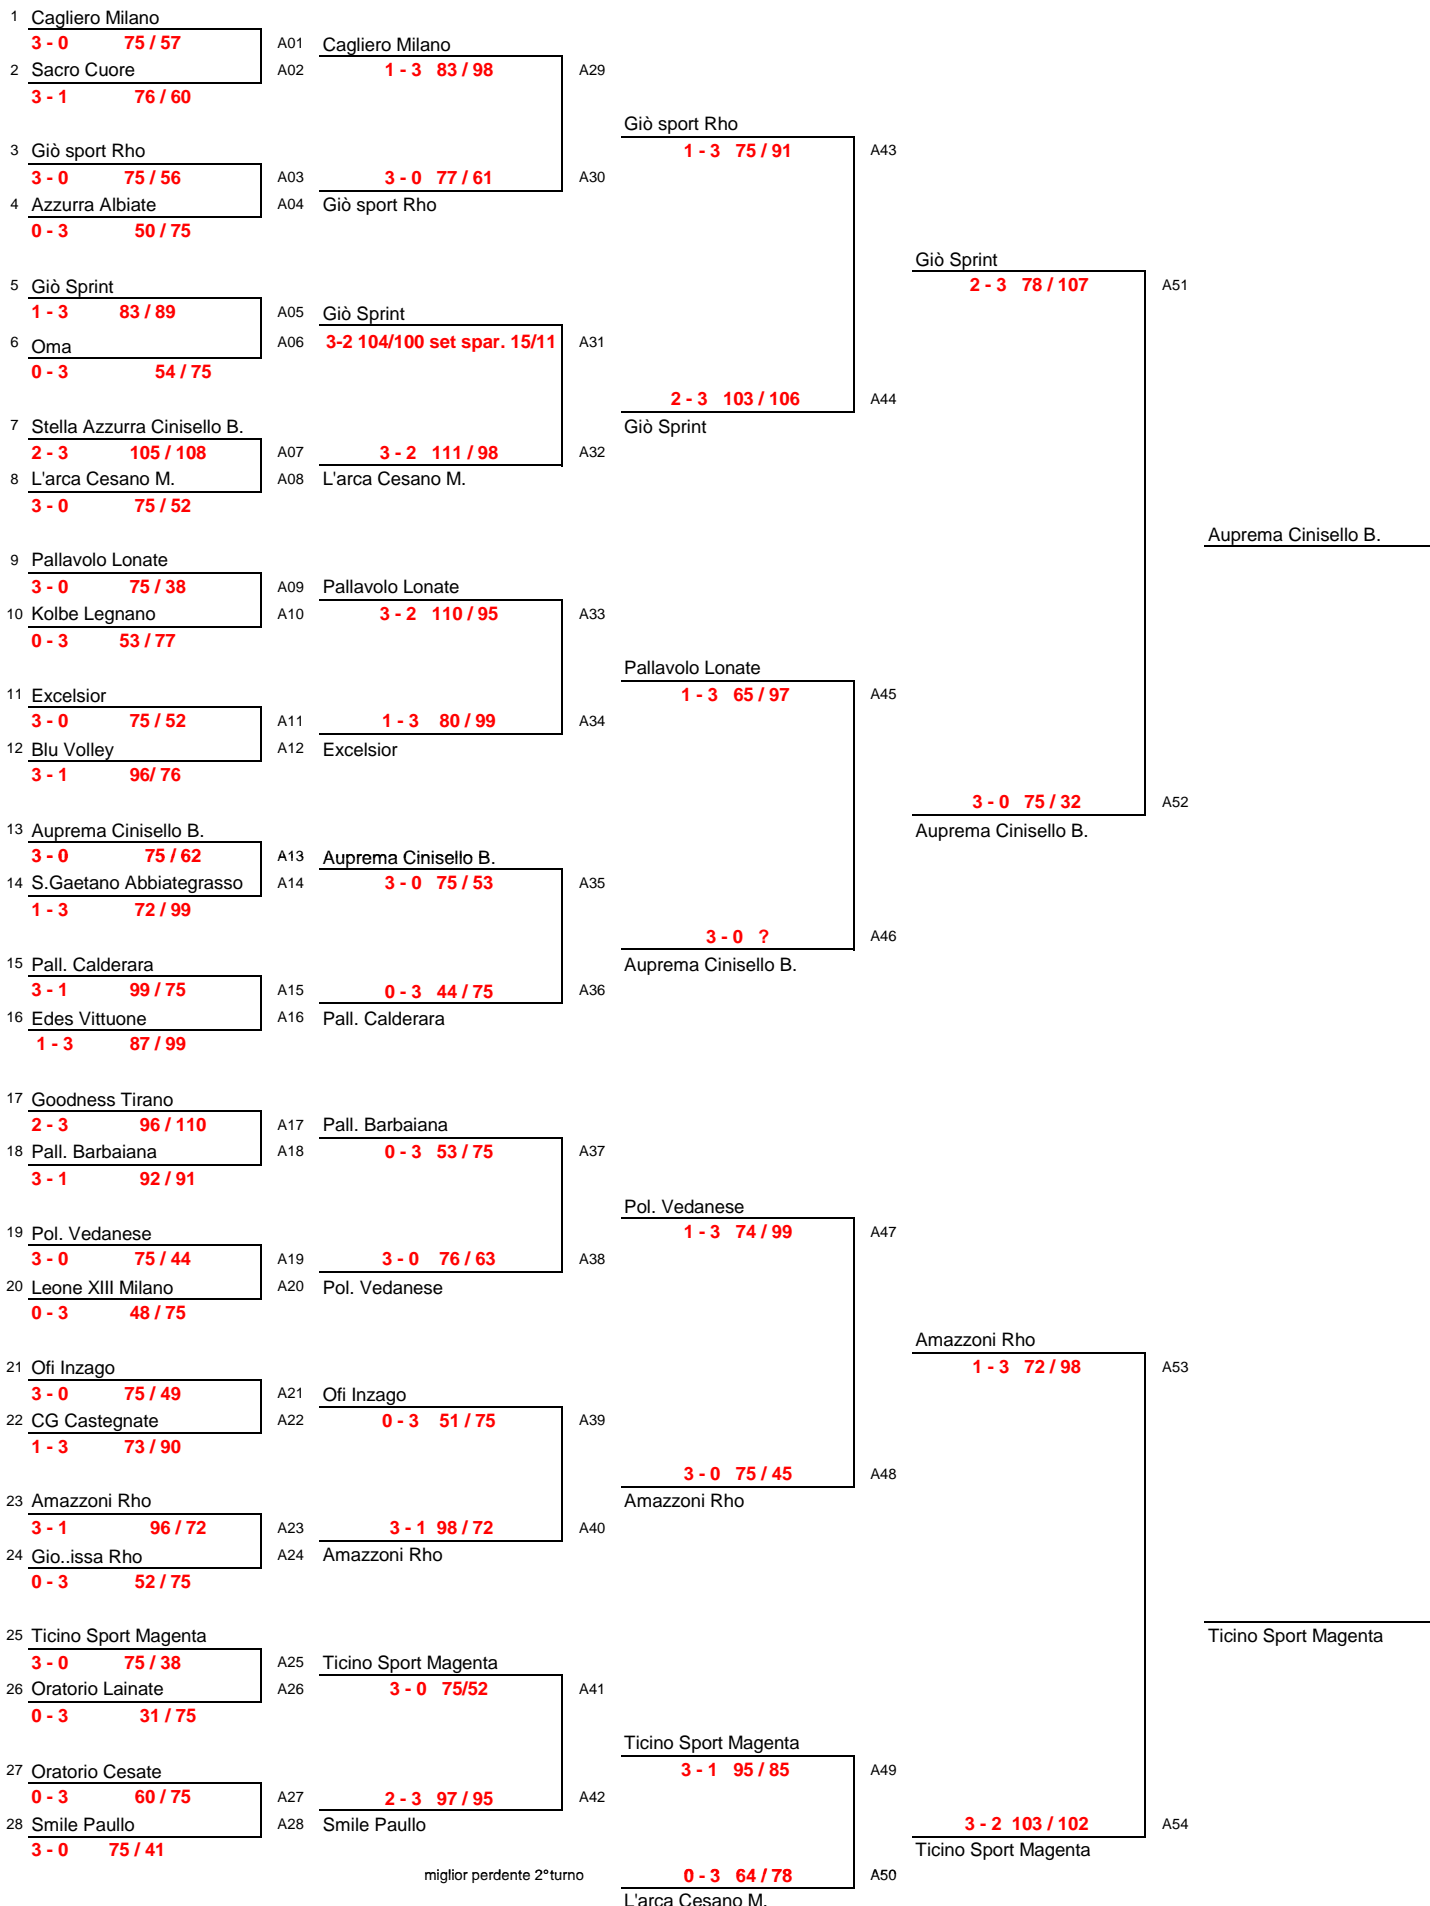 1 Cagliero Milano
3 - 0 75 / 57 A01 Cagliero Milano
2 Sacro Cuore A02 1 - 3 83 / 98 A29
3 - 1 76 / 60
Giò sport Rho
3 Giò sport Rho 1 - 3 75 / 91 A43
3 - 0 75 / 56 A03 3 - 0 77 / 61 A30
4 Azzurra Albiate A04 Giò sport Rho
0 - 3 50 / 75
Giò Sprint
5 Giò Sprint 2 - 3 78 / 107 A51
1 - 3 83 / 89 A05 Giò Sprint
6 Oma A06 3-2 104/100 set spar. 15/11 A31
0 - 3 54 / 75
2 - 3 103 / 106 A44
7 Stella Azzurra Cinisello B. Giò Sprint
2 - 3 105 / 108 A07 3 - 2 111 / 98 A32
8 L'arca Cesano M. A08 L'arca Cesano M.
3 - 0 75 / 52
Auprema Cinisello B.
9 Pallavolo Lonate
3 - 0 75 / 38 A09 Pallavolo Lonate
10 Kolbe Legnano A10 3 - 2 110 / 95 A33
0 - 3 53 / 77
Pallavolo Lonate
11 Excelsior 1 - 3 65 / 97 A45
3 - 0 75 / 52 A11 1 - 3 80 / 99 A34
12 Blu Volley A12 Excelsior
3 - 1 96/ 76
3 - 0 75 / 32 A52
13 Auprema Cinisello B. Auprema Cinisello B.
3 - 0 75 / 62 A13 Auprema Cinisello B.
14 S.Gaetano Abbiategrasso A14 3 - 0 75 / 53 A35
1 - 3 72 / 99
3 - 0 ? A46
15 Pall. Calderara Auprema Cinisello B.
3 - 1 99 / 75 A15 0 - 3 44 / 75 A36
16 Edes Vittuone A16 Pall. Calderara
1 - 3 87 / 99
17 Goodness Tirano
2 - 3 96 / 110 A17 Pall. Barbaiana
18 Pall. Barbaiana A18 0 - 3 53 / 75 A37
3 - 1 92 / 91
Pol. Vedanese
19 Pol. Vedanese 1 - 3 74 / 99 A47
3 - 0 75 / 44 A19 3 - 0 76 / 63 A38
20 Leone XIII Milano A20 Pol. Vedanese
0 - 3 48 / 75
Amazzoni Rho
21 Ofi Inzago 1 - 3 72 / 98 A53
3 - 0 75 / 49 A21 Ofi Inzago
22 CG Castegnate A22 0 - 3 51 / 75 A39
1 - 3 73 / 90
3 - 0 75 / 45 A48
23 Amazzoni Rho Amazzoni Rho
3 - 1 96 / 72 A23 3 - 1 98 / 72 A40
24 Gio..issa Rho A24 Amazzoni Rho
0 - 3 52 / 75
25 Ticino Sport Magenta Ticino Sport Magenta
3 - 0 75 / 38 A25 Ticino Sport Magenta
26 Oratorio Lainate A26 3 - 0 75/52 A41
0 - 3 31 / 75
Ticino Sport Magenta
27 Oratorio Cesate 3 - 1 95 / 85 A49
0 - 3 60 / 75 A27 2 - 3 97 / 95 A42
28 Smile Paullo A28 Smile Paullo 3 - 2 103 / 102 A54
3 - 0 75 / 41 Ticino Sport Magenta
miglior perdente 2°turno 0 - 3 64 / 78 A50
L'arca Cesano M.